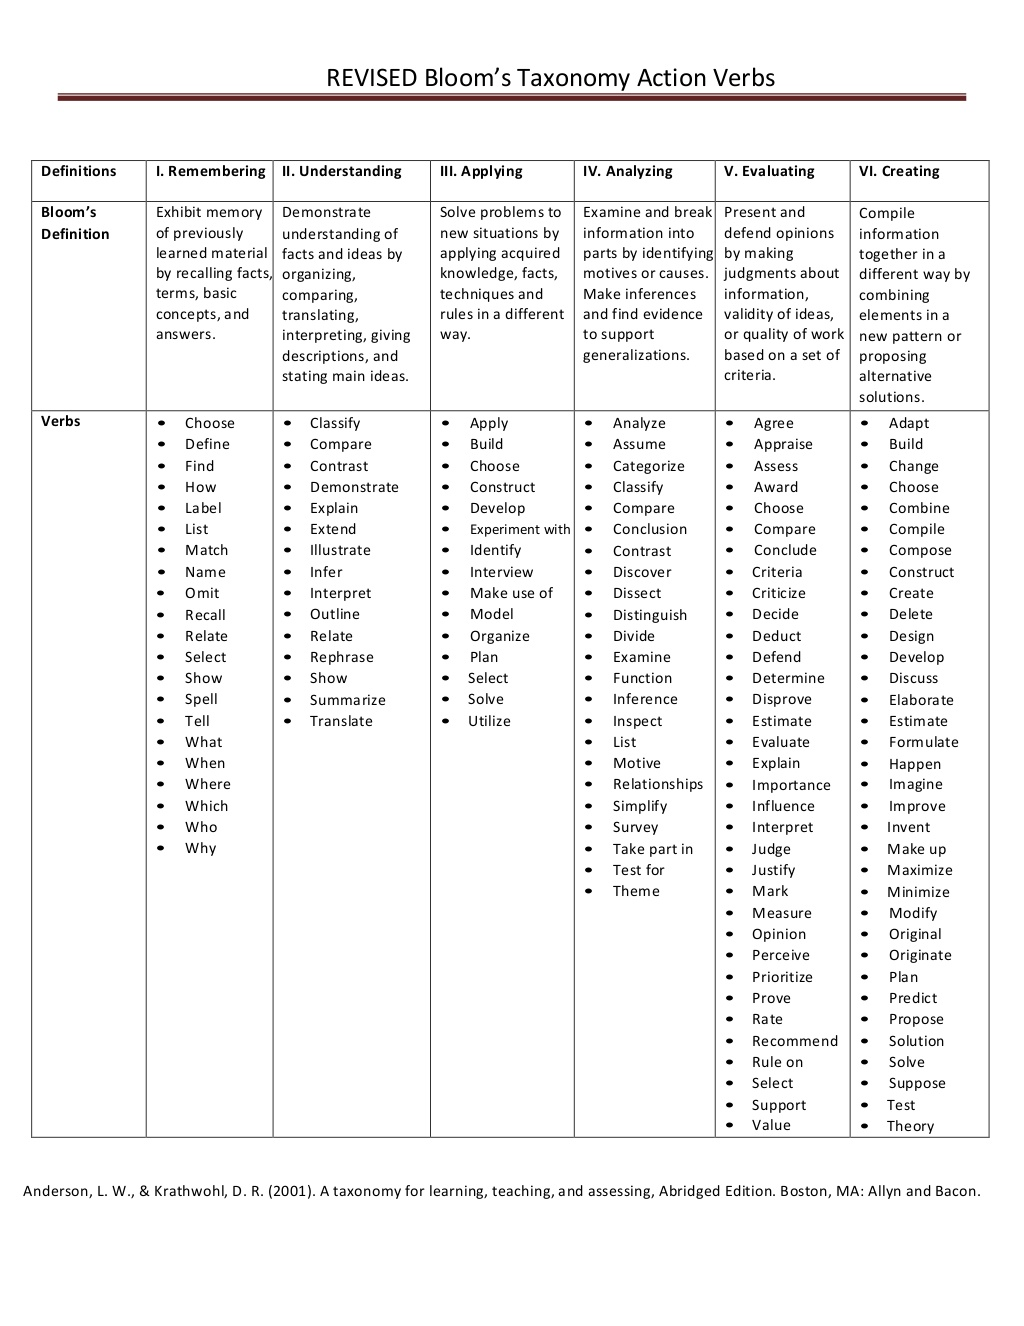 REVISED Bloom’s Taxonomy Action Verbs
Definitions
I. Remembering
II. Understanding
III. Applying
IV. Analyzing
V. Evaluating
VI. Creating
Bloom’s
Definition
Exhibit memory
of previously
learned material
by recalling facts,
terms, basic
concepts, and
answers.
Demonstrate
understanding of
facts and ideas by
organizing,
comparing,
translating,
interpreting, giving
descriptions, and
stating main ideas.
Solve problems to
new situations by
applying acquired
knowledge, facts,
techniques and
rules in a different
way.
Examine and break
information into
parts by identifying
motives or causes.
Make inferences
and find evidence
to support
generalizations.
Present and
defend opinions
by making
judgments about
information,
validity of ideas,
or quality of work
based on a set of
criteria.
Compile
information
together in a
different way by
combining
elements in a
new pattern or
proposing
alternative
solutions.
Verbs
• Choose
• Define
• Find
• How
• Label
• List
• Match
• Name
• Omit
• Recall
• Relate
• Select
• Show
• Spell
• Tell
• What
• When
• Where
• Which
• Who
• Why
• Classify
• Compare
• Contrast
• Demonstrate
• Explain
• Extend
• Illustrate
• Infer
• Interpret
• Outline
• Relate
• Rephrase
• Show
• Summarize
• Translate
• Apply
• Build
• Choose
• Construct
• Develop
• Experiment with
• Identify
• Interview
• Make use of
• Model
• Organize
• Plan
• Select
• Solve
• Utilize
• Analyze
• Assume
• Categorize
• Classify
• Compare
• Conclusion
• Contrast
• Discover
• Dissect
• Distinguish
• Divide
• Examine
• Function
• Inference
• Inspect
• List
• Motive
• Relationships
• Simplify
• Survey
• Take part in
• Test for
• Theme
• Agree
• Appraise
• Assess
• Award
• Choose
• Compare
• Conclude
• Criteria
• Criticize
• Decide
• Deduct
• Defend
• Determine
• Disprove
• Estimate
• Evaluate
• Explain
• Importance
• Influence
• Interpret
• Judge
• Justify
• Mark
• Measure
• Opinion
• Perceive
• Prioritize
• Prove
• Rate
• Recommend
• Rule on
• Select
• Support
• Value
• Adapt
• Build
• Change
• Choose
• Combine
• Compile
• Compose
• Construct
• Create
• Delete
• Design
• Develop
• Discuss
• Elaborate
• Estimate
• Formulate
• Happen
• Imagine
• Improve
• Invent
• Make up
• Maximize
• Minimize
• Modify
• Original
• Originate
• Plan
• Predict
• Propose
• Solution
• Solve
• Suppose
• Test
• Theory
Anderson, L. W., & Krathwohl, D. R. (2001). A taxonomy for learning, teaching, and assessing, Abridged Edition. Boston, MA: Allyn and Bacon.